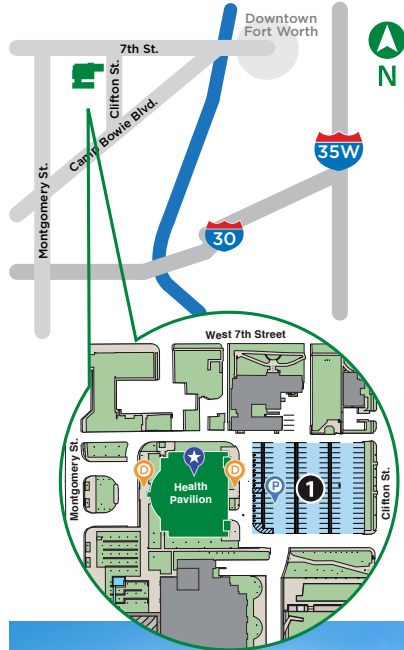 Downtown
Fort Worth
7th St.
N
Clifton St.
Camp Bowie Blvd.
35W
Montgomery St.
30
West 7th Street
Montgomery St.
D
D
Health
Pavilion
P
1
Clifton St.